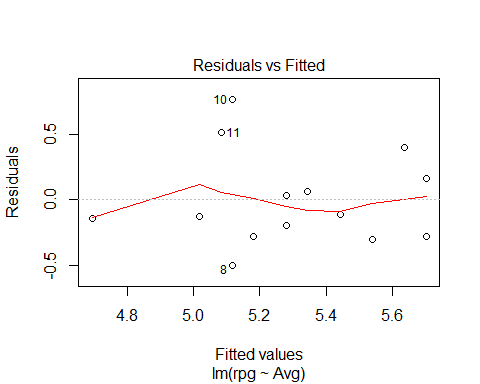 Residuals vs Fitted
Residuals
0.5
0.0
-0.5
10
11
8
4.8 5.0 5.2 5.4 5.6
Fitted values
lm(rpg ~ Avg)